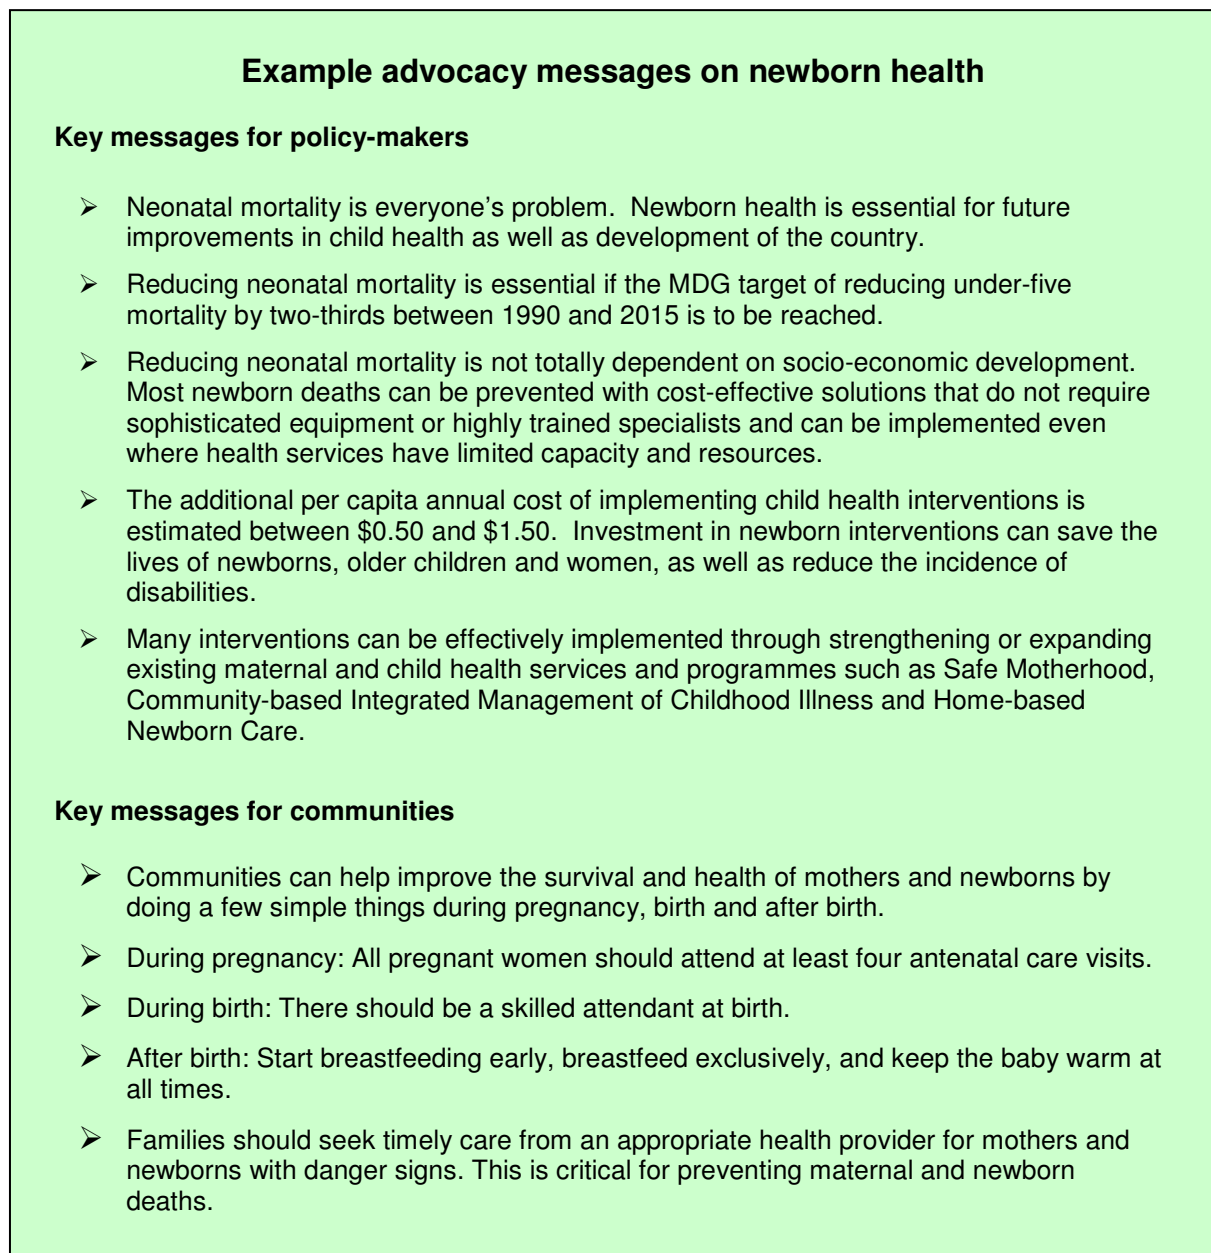 Example advocacy messages on newborn health
Key messages for policy-makers
➢ Neonatal mortality is everyone’s problem.  Newborn health is essential for future
improvements in child health as well as development of the country.
➢ Reducing neonatal mortality is essential if the MDG target of reducing under-five
mortality by two-thirds between 1990 and 2015 is to be reached.
➢ Reducing neonatal mortality is not totally dependent on socio-economic development.
Most newborn deaths can be prevented with cost-effective solutions that do not require
sophisticated equipment or highly trained specialists and can be implemented even
where health services have limited capacity and resources.
➢ The additional per capita annual cost of implementing child health interventions is
estimated between $0.50 and $1.50.  Investment in newborn interventions can save the
lives of newborns, older children and women, as well as reduce the incidence of
disabilities.
➢ Many interventions can be effectively implemented through strengthening or expanding
existing maternal and child health services and programmes such as Safe Motherhood,
Community-based Integrated Management of Childhood Illness and Home-based
Newborn Care.
Key messages for communities
➢ Communities can help improve the survival and health of mothers and newborns by
doing a few simple things during pregnancy, birth and after birth.
➢ During pregnancy: All pregnant women should attend at least four antenatal care visits.
➢ During birth: There should be a skilled attendant at birth.
➢ After birth: Start breastfeeding early, breastfeed exclusively, and keep the baby warm at
all times.
➢ Families should seek timely care from an appropriate health provider for mothers and
newborns with danger signs. This is critical for preventing maternal and newborn
deaths.